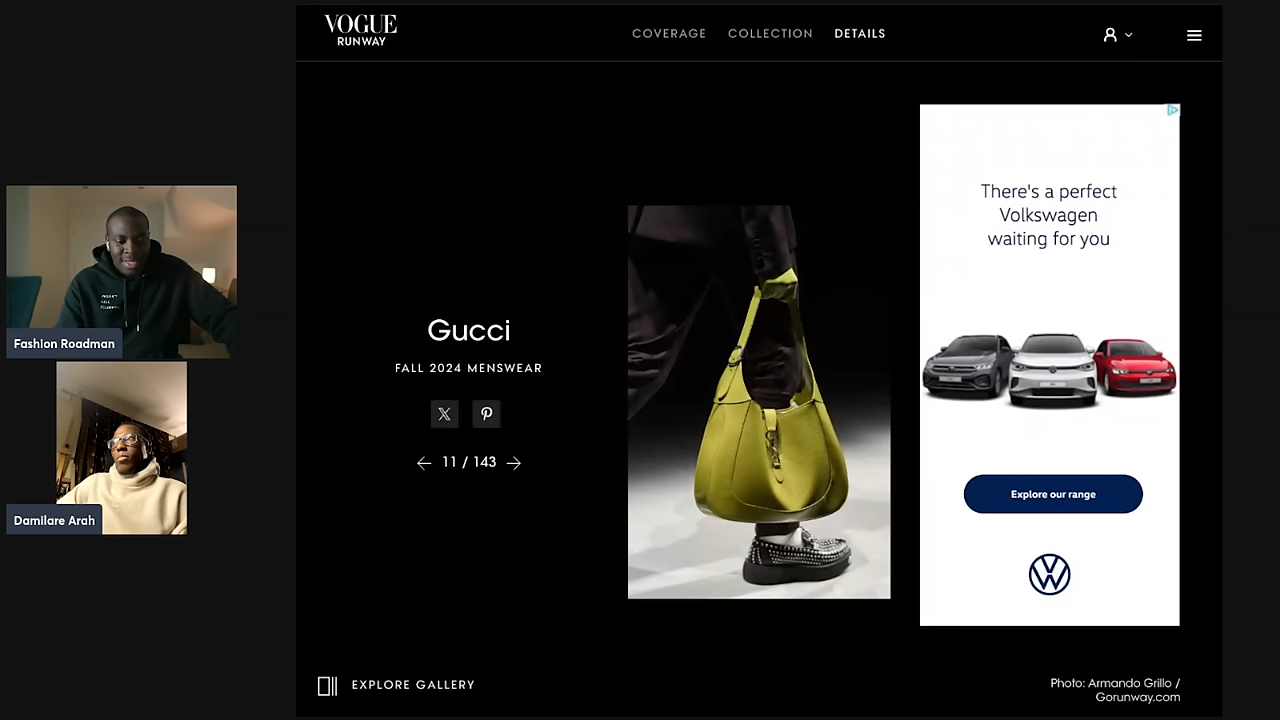 VOGUE
RUNWAY
COVERAGE
COLLECTION
DETAILS
There's a perfect
Volkswagen
waiting for you
Gucci
FALL 2024 MENSWEAR
11 / 143
Explore our range
Fashion Roadman
Damilare Arah
EXPLORE GALLERY
Photo: Armando Grillo /
Gorunway.com